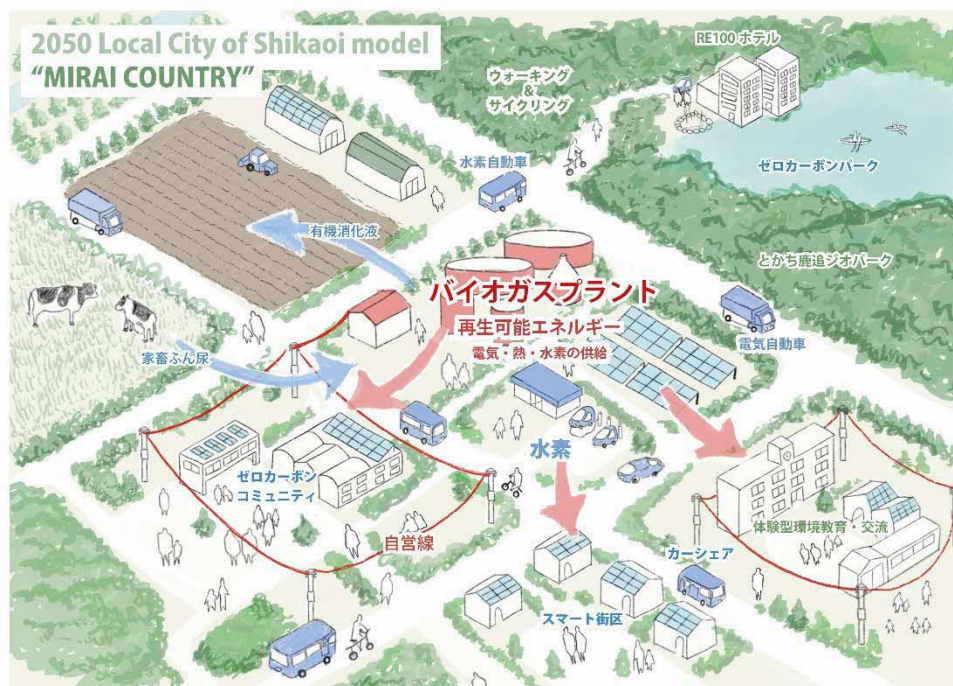 2050 Local City of Shikaoi model
“MIRAI COUNTRY”
RE100 ホテル
ウォーキング
&
サイクリング
水素自動車
ゼロカーボンパーク
有機消化液
とかち鹿追ジオパーク
バイオガスプラント
再生可能エネルギー
電気・熱・水素の供給
電気自動車
家畜ふん尿
水素
ゼロカーボン
コミュニティ
体験型環境教育・交流
自営線
カーシェア
スマート街区